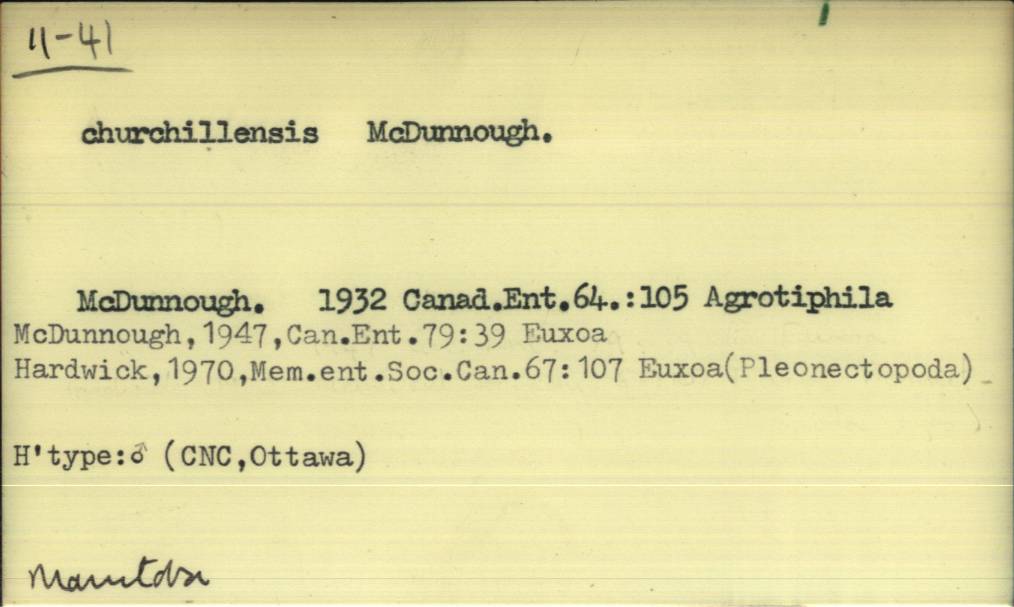 11-41
churchillensis McDunnough.
McDunnough. 1932 Canad.Ent.64.:105 Agrotiphila
McDunnough,1947,Can.Ent.79:39 Euxoa
Hardwick,1970,Mem.ent.Soc.Can.67:107 Euxoa(Pleonectopoda)
H'type:♂ (CNC,Ottawa)
Manitoba